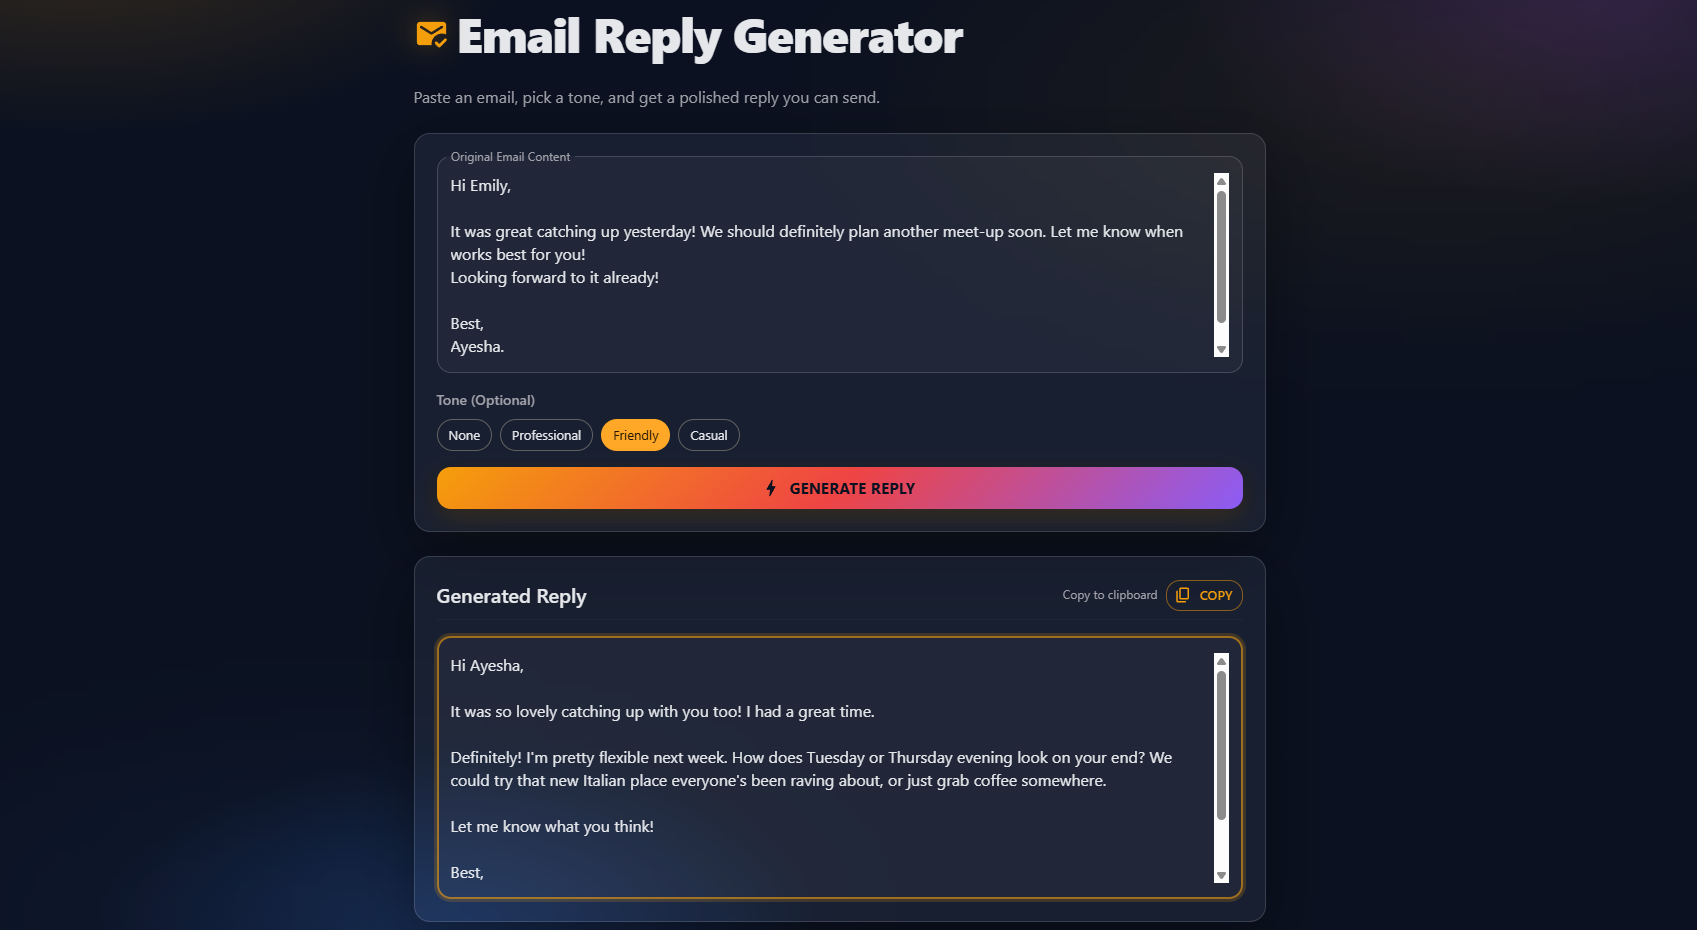 Email Reply Generator
Paste an email, pick a tone, and get a polished reply you can send.
Original Email Content
Hi Emily,
It was great catching up yesterday! We should definitely plan another meet-up soon. Let me know when
works best for you!
Looking forward to it already!
Best,
Ayesha.
Tone (Optional)
None Professional Friendly Casual
GENERATE REPLY
Generated Reply Copy to clipboard COPY
Hi Ayesha,
It was so lovely catching up with you too! I had a great time.
Definitely! I'm pretty flexible next week. How does Tuesday or Thursday evening look on your end? We
could try that new Italian place everyone's been raving about, or just grab coffee somewhere.
Let me know what you think!
Best,